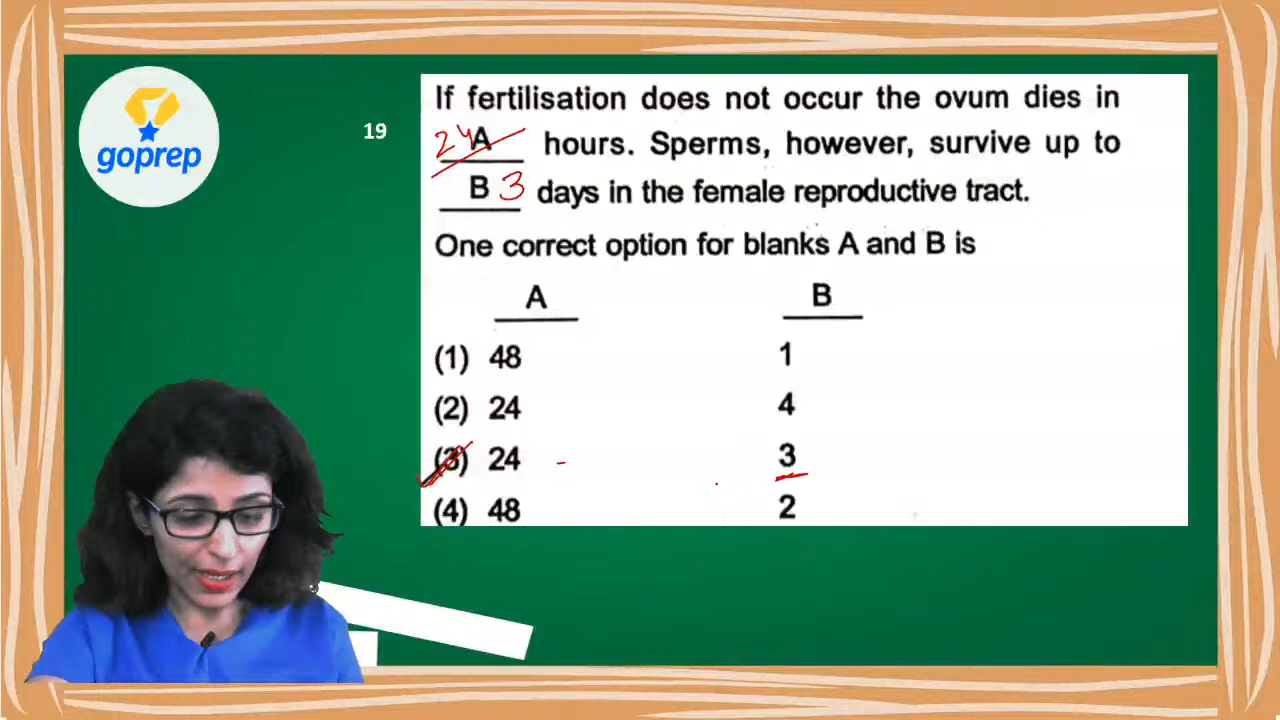 goprep
19
If fertilisation does not occur the ovum dies in
24 A hours. Sperms, however, survive up to
B 3 days in the female reproductive tract.
One correct option for blanks A and B is
A B
(1) 48 1
(2) 24 4
(3) 24 - 3
(4) 48 2